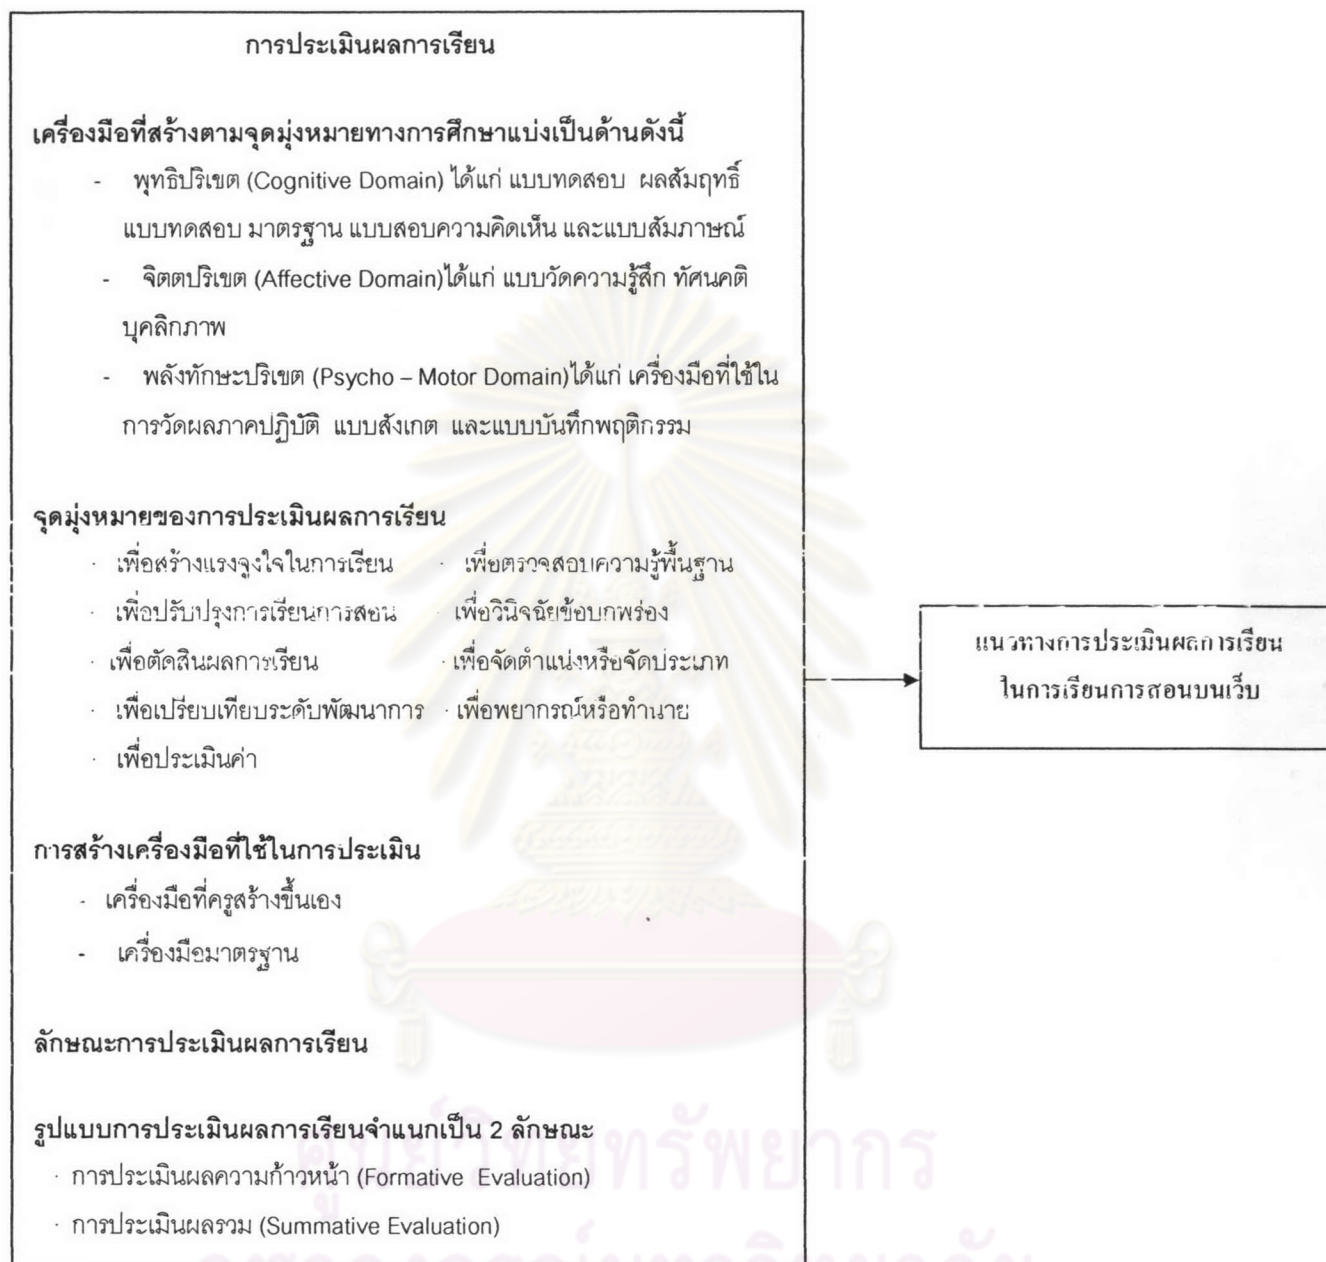 การประเมินผลการเรียน
เครื่องมือที่สร้างตามจุดมุ่งหมายทางการศึกษาแบ่งเป็นด้านดังนี้
- พุทธิปริเขต (Cognitive Domain) ได้แก่ แบบทดสอบ ผลสัมฤทธิ์
แบบทดสอบ มาตรฐาน แบบสอบความคิดเห็น และแบบสัมภาษณ์
- จิตตปริเขต (Affective Domain)ได้แก่ แบบวัดความรู้สึก ทัศนคติ
บุคลิกภาพ
- พลังทักษะปริเขต (Psycho – Motor Domain)ได้แก่ เครื่องมือที่ใช้ใน
การวัดผลภาคปฏิบัติ แบบสังเกต และแบบบันทึกพฤติกรรม
จุดมุ่งหมายของการประเมินผลการเรียน
· เพื่อสร้างแรงจูงใจในการเรียน · เพื่อตรวจสอบความรู้พื้นฐาน
· เพื่อปรับปรุงการเรียนการสอน · เพื่อวินิจฉัยข้อบกพร่อง
· เพื่อตัดสินผลการเรียน · เพื่อจัดตำแน่งหรือจัดประเภท
· เพื่อเปรียบเทียบระดับพัฒนาการ · เพื่อพยากรณ์หรือทำนาย
· เพื่อประเมินค่า
แนวทางการประเมินผลการเรียน
ในการเรียนการสอนบนเว็บ
การสร้างเครื่องมือที่ใช้ในการประเมิน
- เครื่องมือที่ครูสร้างขึ้นเอง
- เครื่องมือมาตรฐาน
ลักษณะการประเมินผลการเรียน
รูปแบบการประเมินผลการเรียนจำแนกเป็น 2 ลักษณะ
· การประเมินผลความก้าวหน้า (Formative Evaluation)
· การประเมินผลรวม (Summative Evaluation)
ศูนย์วิทยทรัพยากร